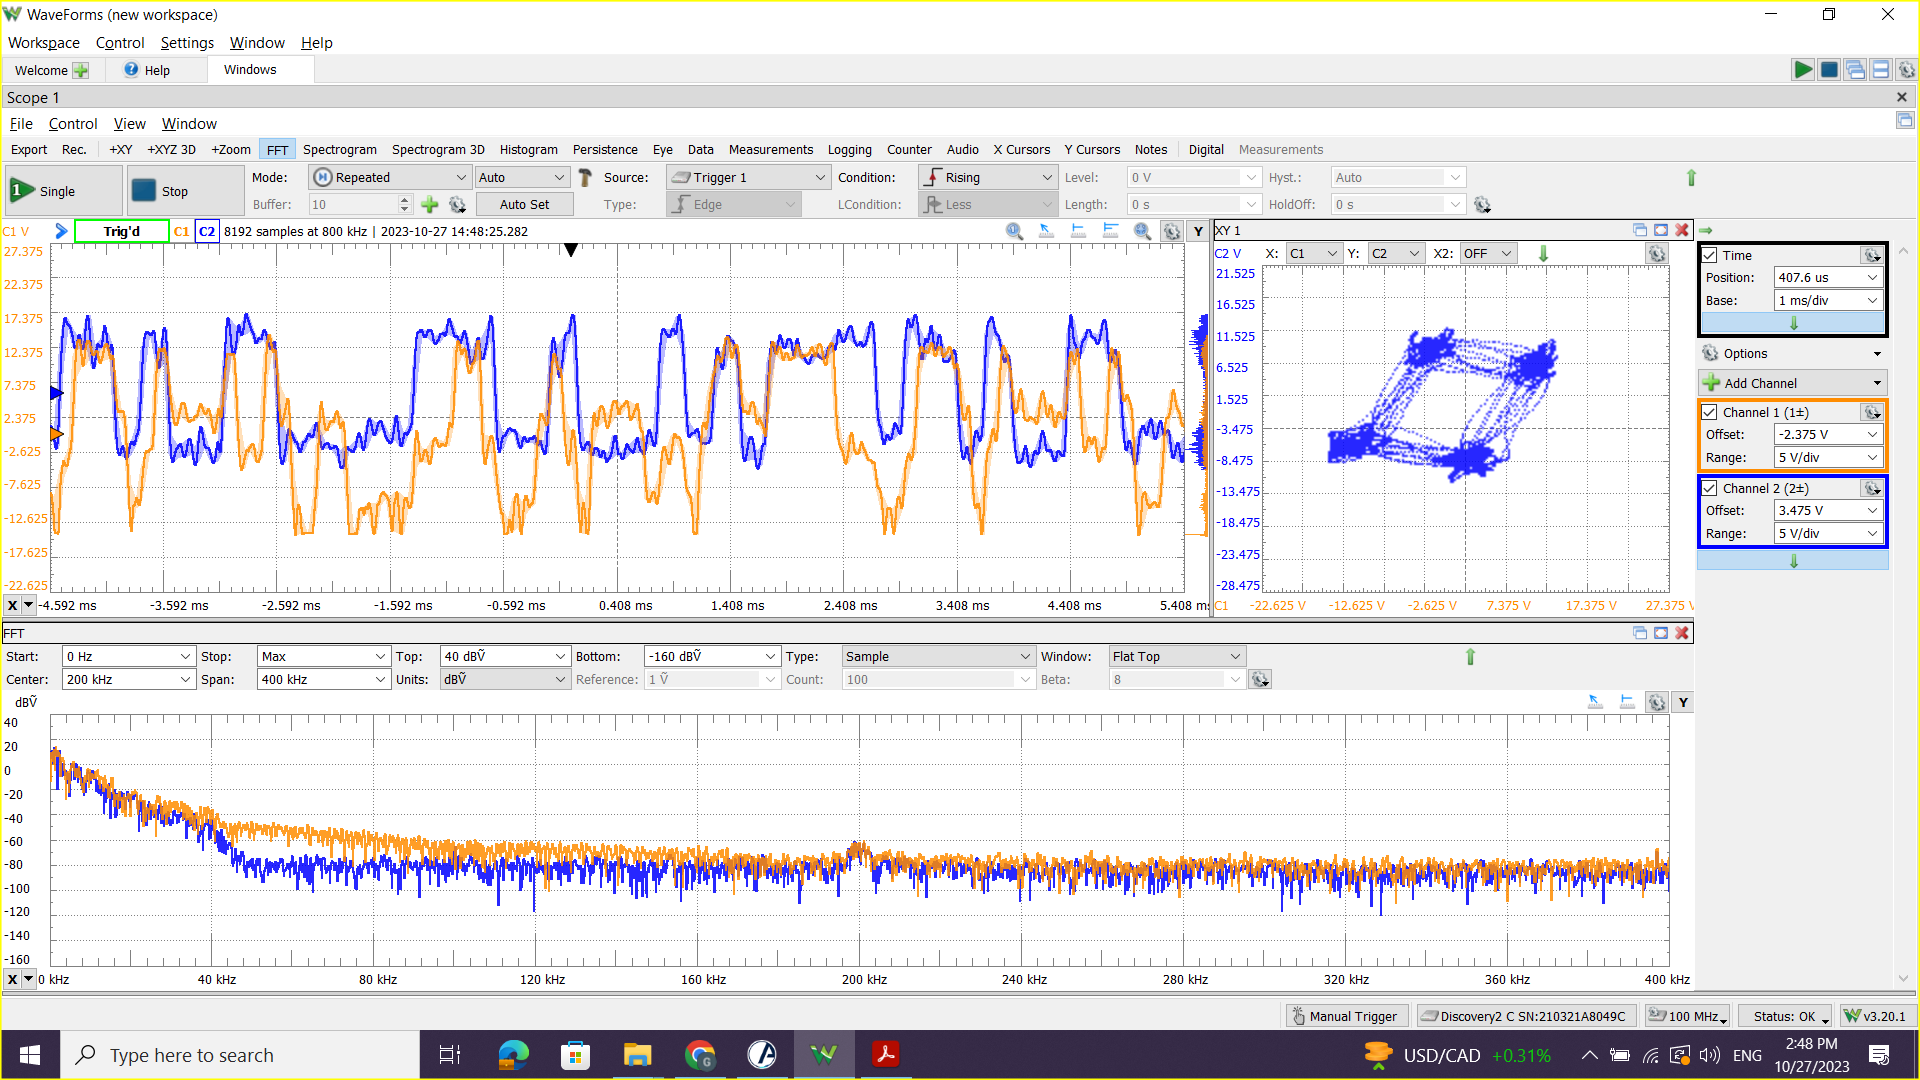 WaveForms (new workspace)
Workspace Control Settings Window Help
Welcome Help Windows
Scope 1
File Control View Window
Export Rec. +XY +XYZ 3D +Zoom FFT Spectrogram Spectrogram 3D Histogram Persistence Eye Data Measurements Logging Counter Audio X Cursors Y Cursors Notes Digital Measurements
1 Single Stop Mode: Repeated Auto Source: Trigger 1 Condition: Rising Level: 0 V Hyst.: Auto
Buffer: 10 Auto Set Type: Edge LCondition: Less Length: 0 s HoldOff: 0 s
C1 V Trig'd C1 C2 8192 samples at 800 kHz | 2023-10-27 14:48:25.282 Y
27.375
22.375
17.375
12.375
7.375
2.375
-2.625
-7.625
-12.625
-17.625
-22.625
X -4.592 ms -3.592 ms -2.592 ms -1.592 ms -0.592 ms 0.408 ms 1.408 ms 2.408 ms 3.408 ms 4.408 ms 5.408 ms
XY 1
C2 V X: C1 Y: C2 X2: OFF
21.525
16.525
11.525
6.525
1.525
-3.475
-8.475
-13.475
-18.475
-23.475
-28.475
C1 -22.625 V -12.625 V -2.625 V 7.375 V 17.375 V 27.375 V
Time
Position: 407.6 us
Base: 1 ms/div
Options
Add Channel
Channel 1 (1±)
Offset: -2.375 V
Range: 5 V/div
Channel 2 (2±)
Offset: 3.475 V
Range: 5 V/div
FFT
Start: 0 Hz Stop: Max Top: 40 dBṼ Bottom: -160 dBṼ Type: Sample Window: Flat Top
Center: 200 kHz Span: 400 kHz Units: dBṼ Reference: 1 Ṽ Count: 100 Beta: 8
dBṼ Y
40
20
0
-20
-40
-60
-80
-100
-120
-140
-160
X 0 kHz 40 kHz 80 kHz 120 kHz 160 kHz 200 kHz 240 kHz 280 kHz 320 kHz 360 kHz 400 kHz
Manual Trigger Discovery2 C SN:210321A8049C 100 MHz Status: OK v3.20.1
Type here to search USD/CAD +0.31% ENG 2:48 PM
10/27/2023